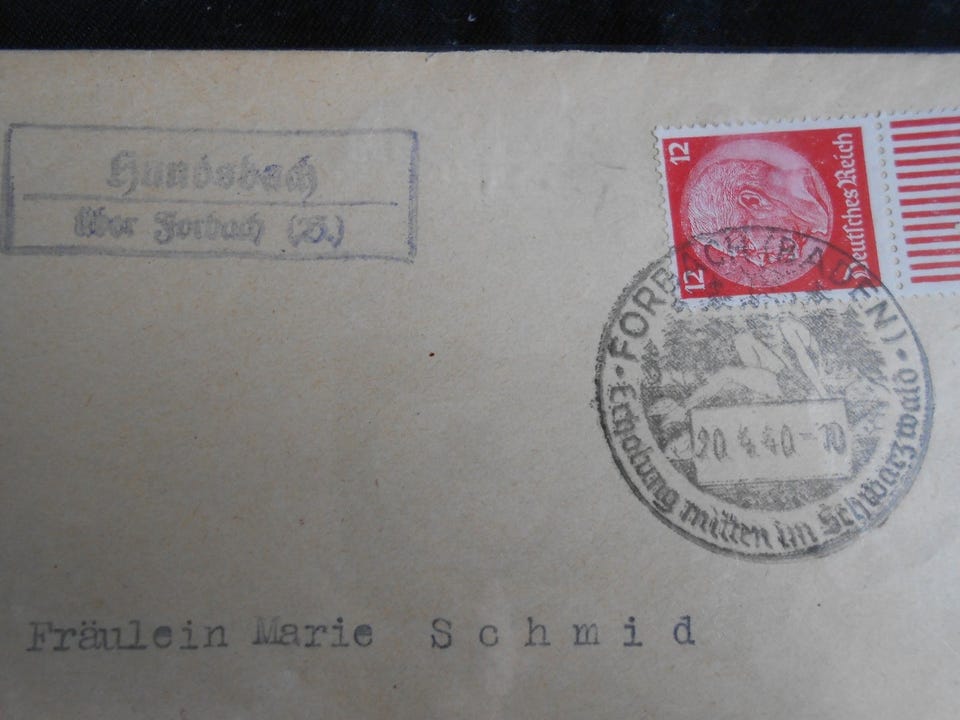 Hundsbach
über Forbach (B.)
12
Deutsches Reich
12
FORBACH (BADEN)
20.4.40-10
Erholung mitten im Schwarzwald
Fräulein Marie Schmid